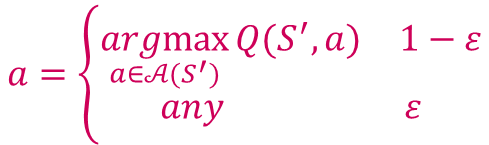 a = { argmax Q(S′, a) 1 − ε
a∈𝒜(S′)
any ε